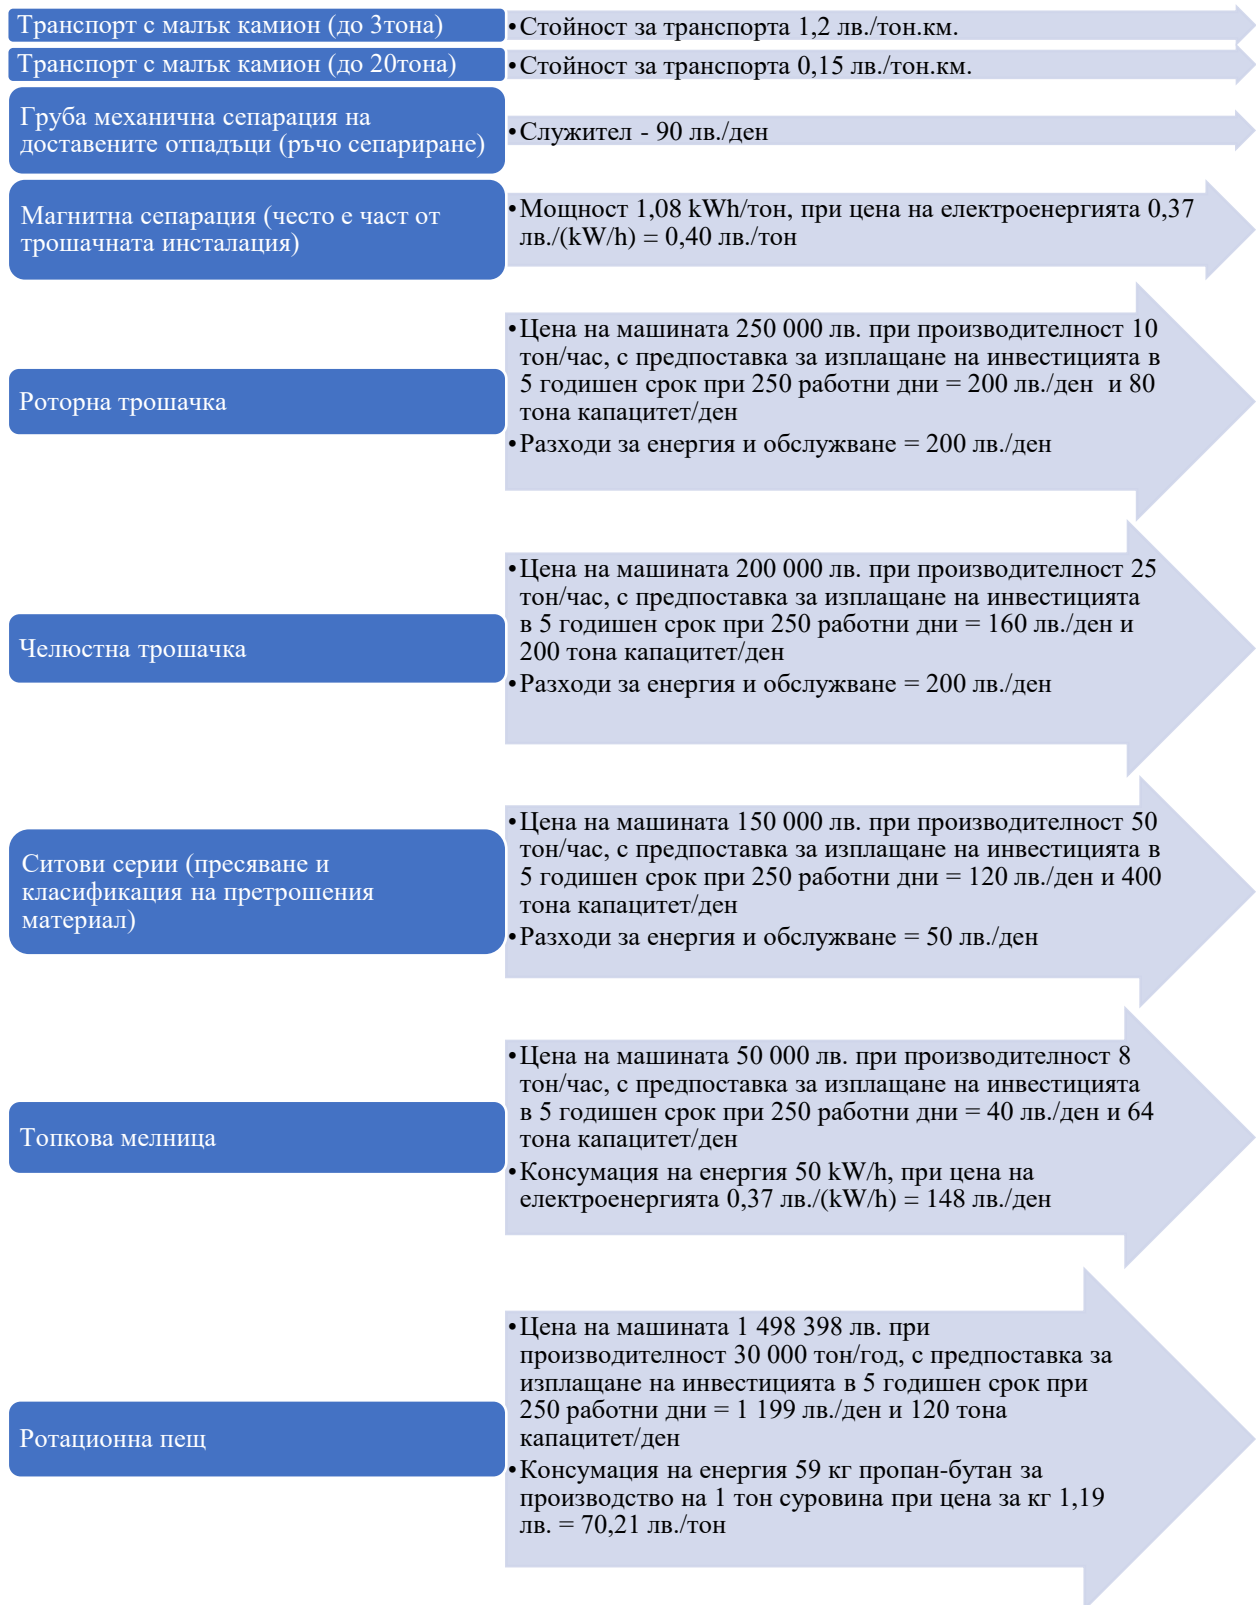 Транспорт с малък камион (до 3тона)
•Стойност за транспорта 1,2 лв./тон.км.
Транспорт с малък камион (до 20тона)
•Стойност за транспорта 0,15 лв./тон.км.
Груба механична сепарация на
доставените отпадъци (ръчо сепариране)
•Служител - 90 лв./ден
Магнитна сепарация (често е част от
трошачната инсталация)
•Мощност 1,08 kWh/тон, при цена на електроенергията 0,37
лв./(kW/h) = 0,40 лв./тон
Роторна трошачка
•Цена на машината 250 000 лв. при производителност 10
тон/час, с предпоставка за изплащане на инвестицията в
5 годишен срок при 250 работни дни = 200 лв./ден и 80
тона капацитет/ден
•Разходи за енергия и обслужване = 200 лв./ден
Челюстна трошачка
•Цена на машината 200 000 лв. при производителност 25
тон/час, с предпоставка за изплащане на инвестицията
в 5 годишен срок при 250 работни дни = 160 лв./ден и
200 тона капацитет/ден
•Разходи за енергия и обслужване = 200 лв./ден
Ситови серии (пресяване и
класификация на претрошения
материал)
•Цена на машината 150 000 лв. при производителност 50
тон/час, с предпоставка за изплащане на инвестицията в
5 годишен срок при 250 работни дни = 120 лв./ден и 400
тона капацитет/ден
•Разходи за енергия и обслужване = 50 лв./ден
Топкова мелница
•Цена на машината 50 000 лв. при производителност 8
тон/час, с предпоставка за изплащане на инвестицията
в 5 годишен срок при 250 работни дни = 40 лв./ден и 64
тона капацитет/ден
•Консумация на енергия 50 kW/h, при цена на
електроенергията 0,37 лв./(kW/h) = 148 лв./ден
Ротационна пещ
•Цена на машината 1 498 398 лв. при
производителност 30 000 тон/год, с предпоставка за
изплащане на инвестицията в 5 годишен срок при
250 работни дни = 1 199 лв./ден и 120 тона
капацитет/ден
•Консумация на енергия 59 кг пропан-бутан за
производство на 1 тон суровина при цена за кг 1,19
лв. = 70,21 лв./тон